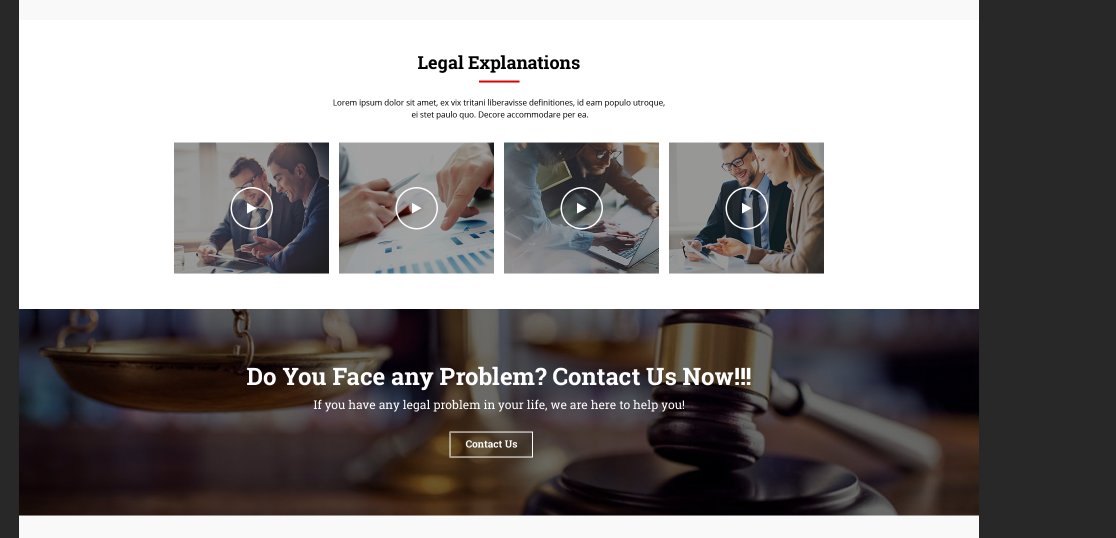 Legal Explanations
Lorem ipsum dolor sit amet, ex vix tritani liberavisse definitiones, id eam populo utroque,
ei stet paulo quo. Decore accommodare per ea.
Do You Face any Problem? Contact Us Now!!!
If you have any legal problem in your life, we are here to help you!
Contact Us